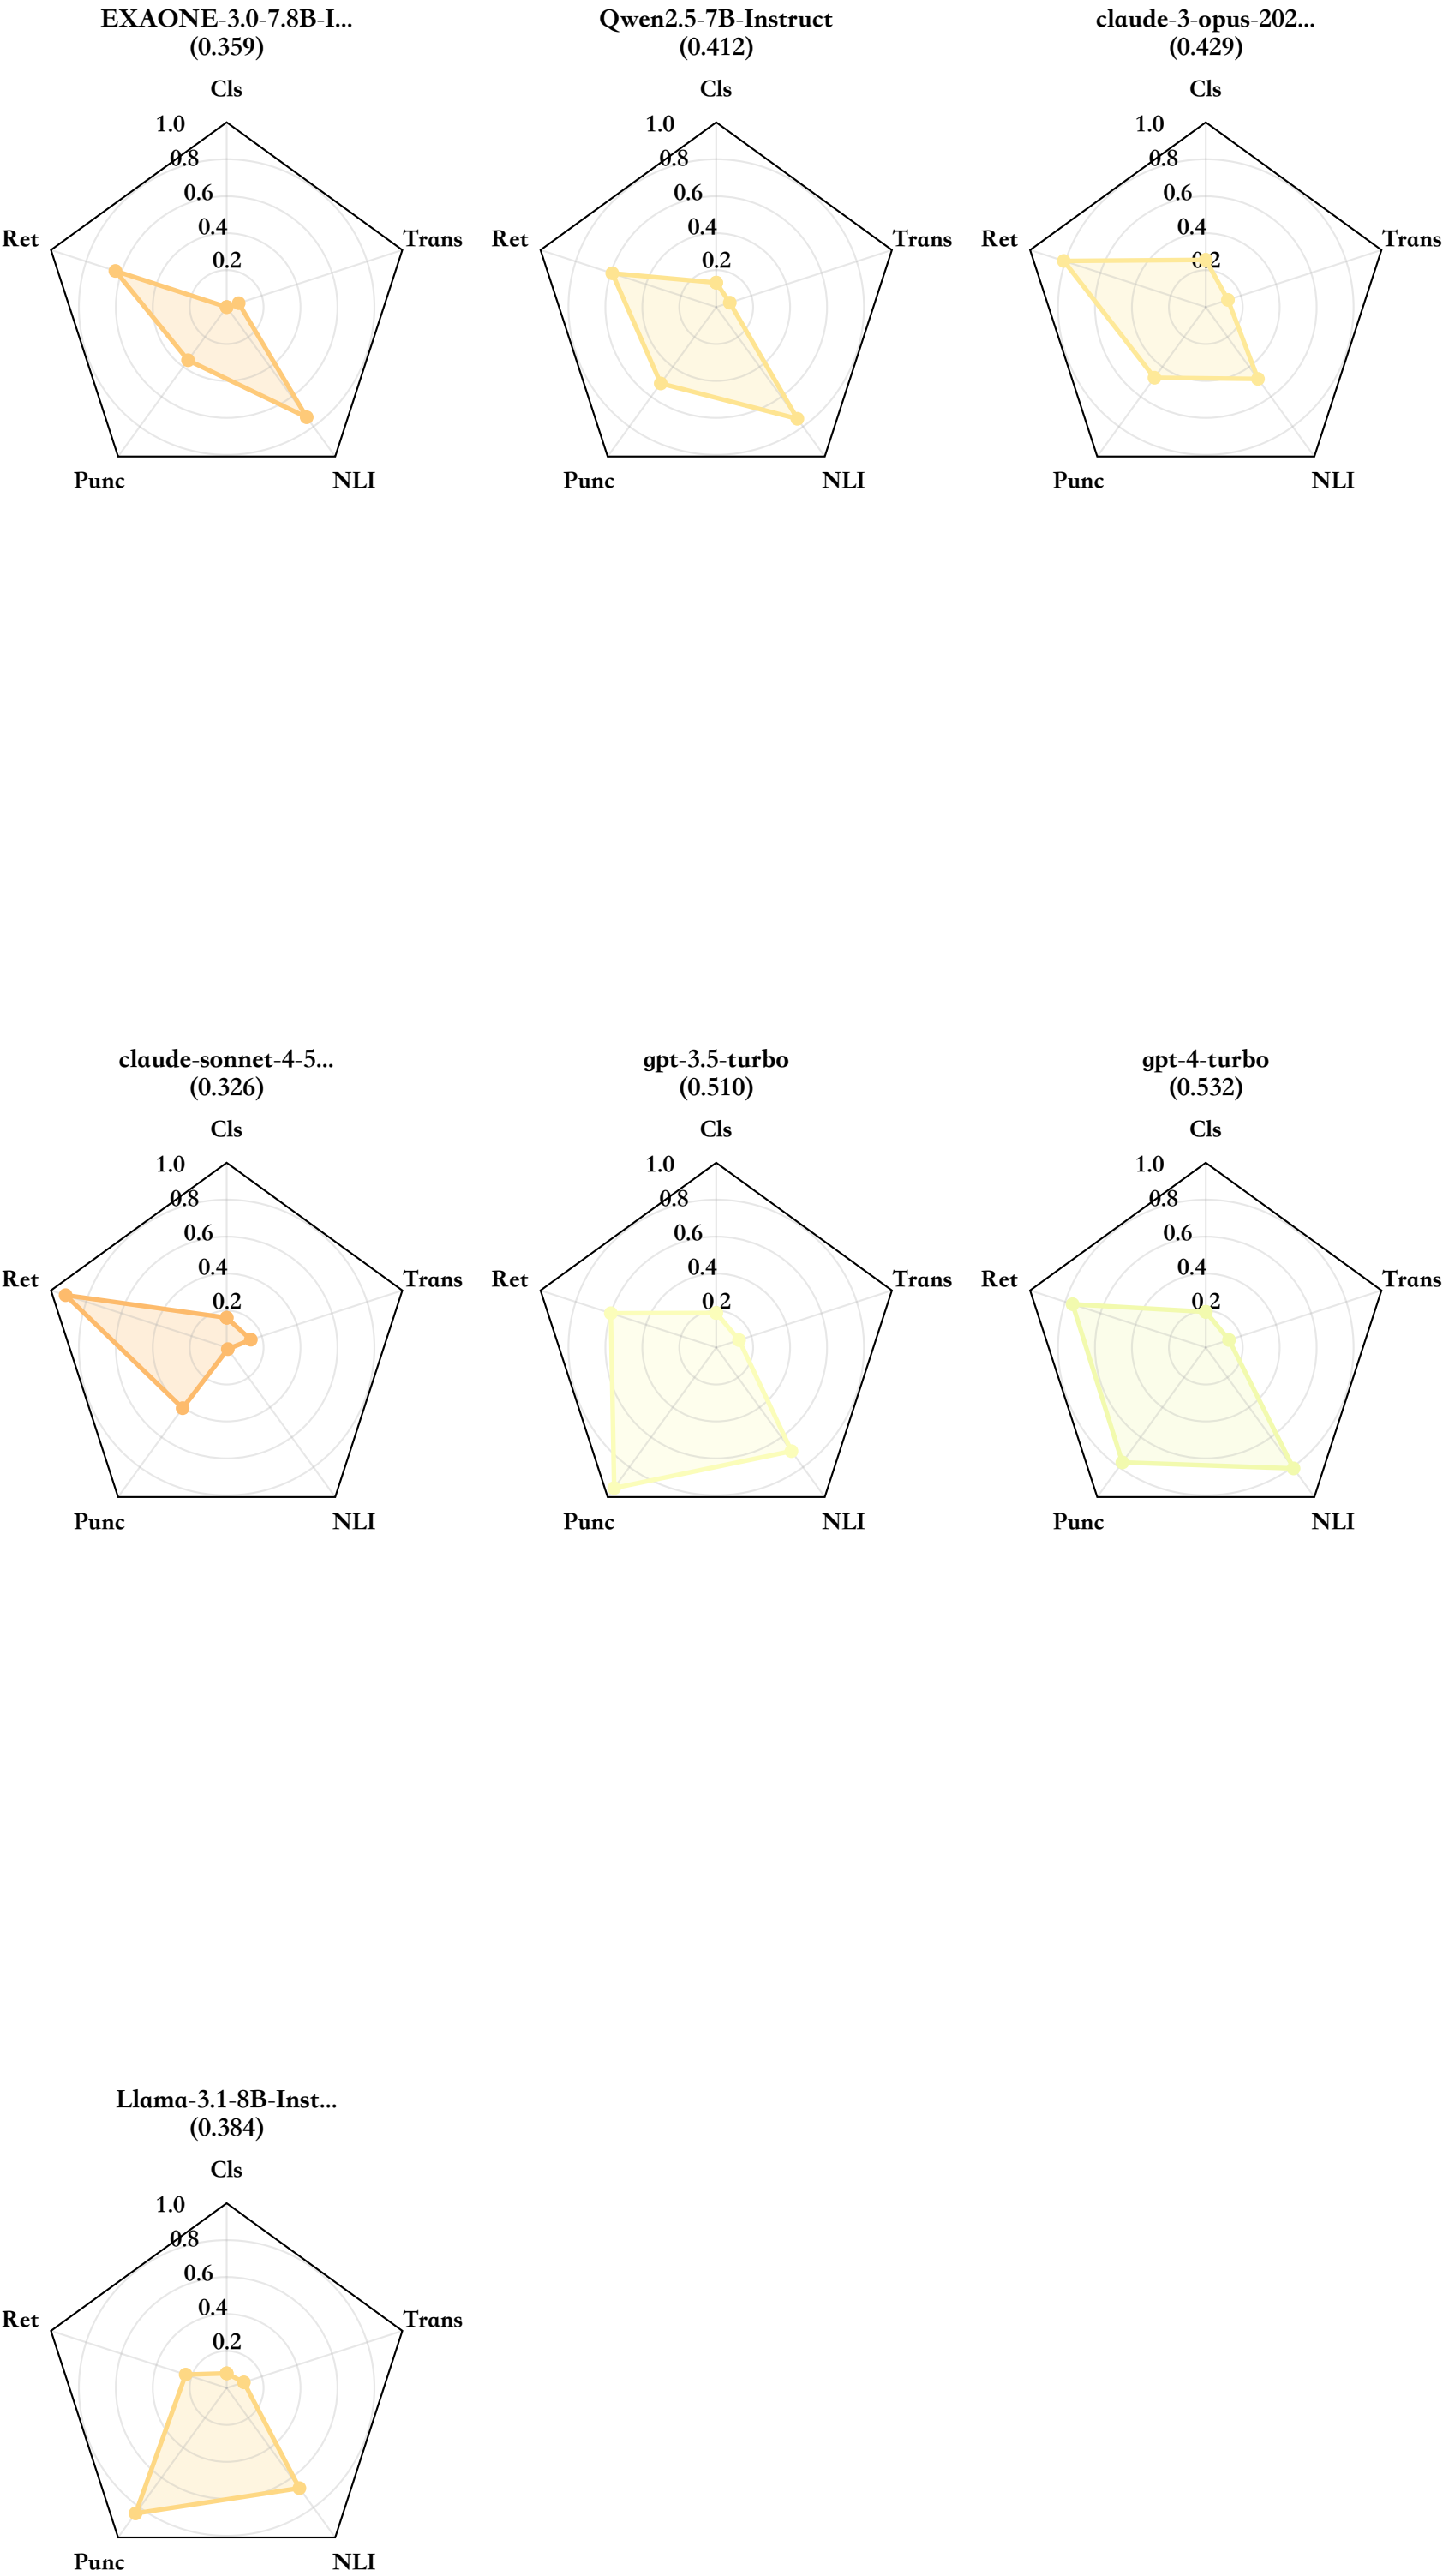 EXAONE-3.0-7.8B-I...
(0.359)
Cls
1.0
0.8
0.6
0.4
0.2
Ret
Trans
Punc
NLI
Qwen2.5-7B-Instruct
(0.412)
Cls
1.0
0.8
0.6
0.4
0.2
Ret
Trans
Punc
NLI
claude-3-opus-202...
(0.429)
Cls
1.0
0.8
0.6
0.4
0.2
Ret
Trans
Punc
NLI
claude-sonnet-4-5...
(0.326)
Cls
1.0
0.8
0.6
0.4
0.2
Ret
Trans
Punc
NLI
gpt-3.5-turbo
(0.510)
Cls
1.0
0.8
0.6
0.4
0.2
Ret
Trans
Punc
NLI
gpt-4-turbo
(0.532)
Cls
1.0
0.8
0.6
0.4
0.2
Ret
Trans
Punc
NLI
Llama-3.1-8B-Inst...
(0.384)
Cls
1.0
0.8
0.6
0.4
0.2
Ret
Trans
Punc
NLI